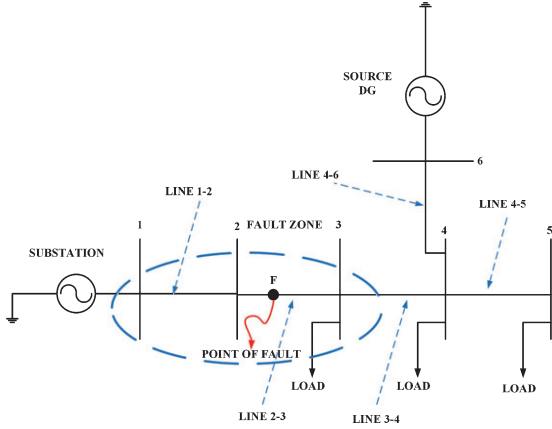 SOURCE
DG
6
LINE 4-6
LINE 1-2
LINE 4-5
1
2
FAULT ZONE
3
4
5
SUBSTATION
F
POINT OF FAULT
LOAD
LOAD
LOAD
LINE 2-3
LINE 3-4